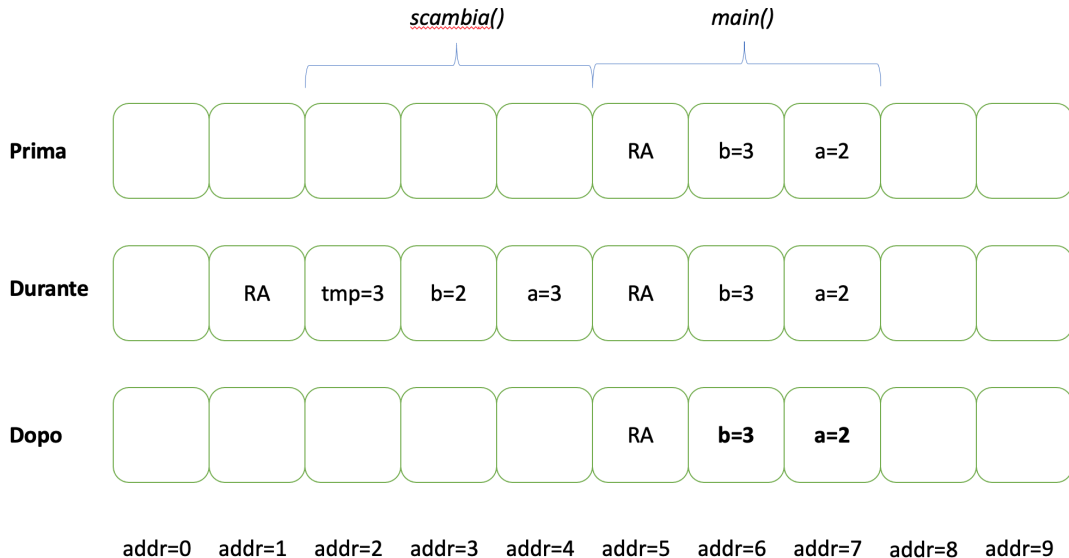 scambia() main()
Prima RA b=3 a=2
Durante RA tmp=3 b=2 a=3 RA b=3 a=2
Dopo RA b=3 a=2
addr=0 addr=1 addr=2 addr=3 addr=4 addr=5 addr=6 addr=7 addr=8 addr=9